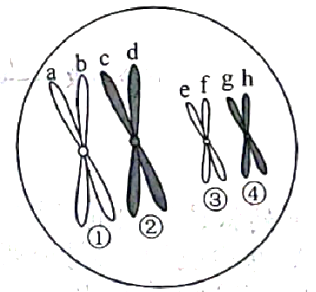 a b c d
e f g h
① ② ③ ④